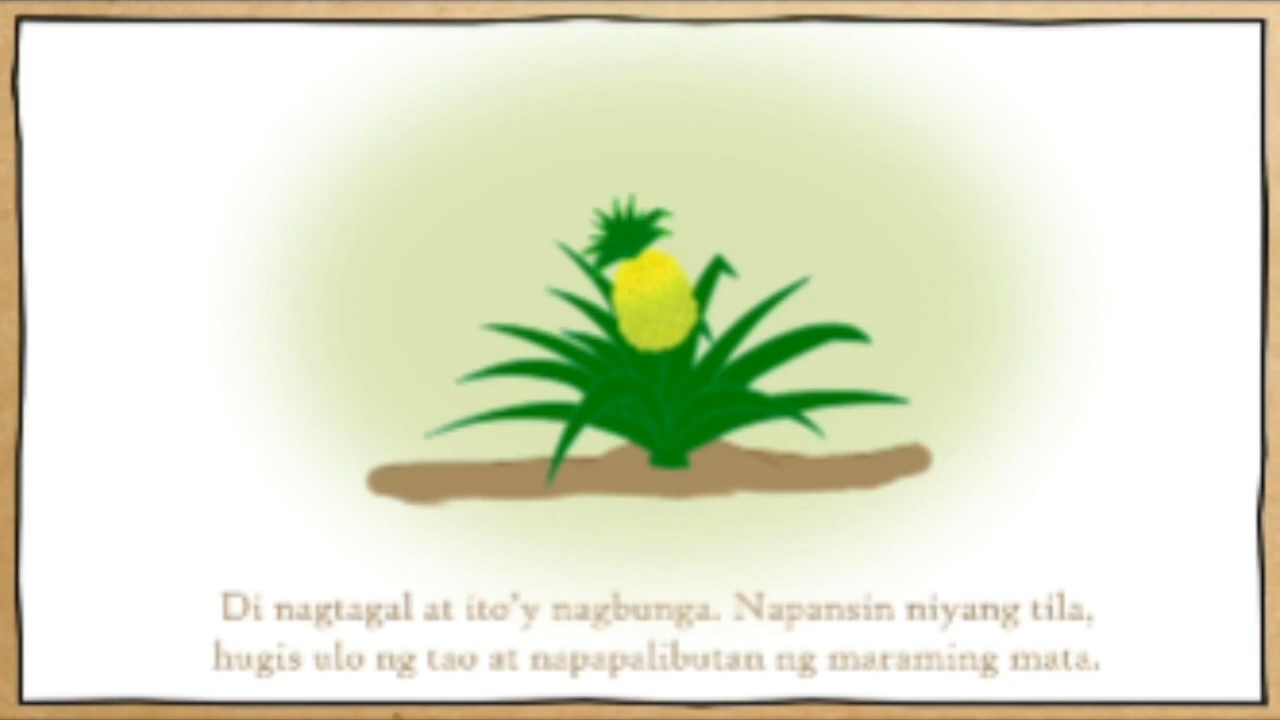 Di nagtagal at ito'y nagbunga. Napansin niyang tila,
hugis ulo ng tao at napapalibutan ng maraming mata.